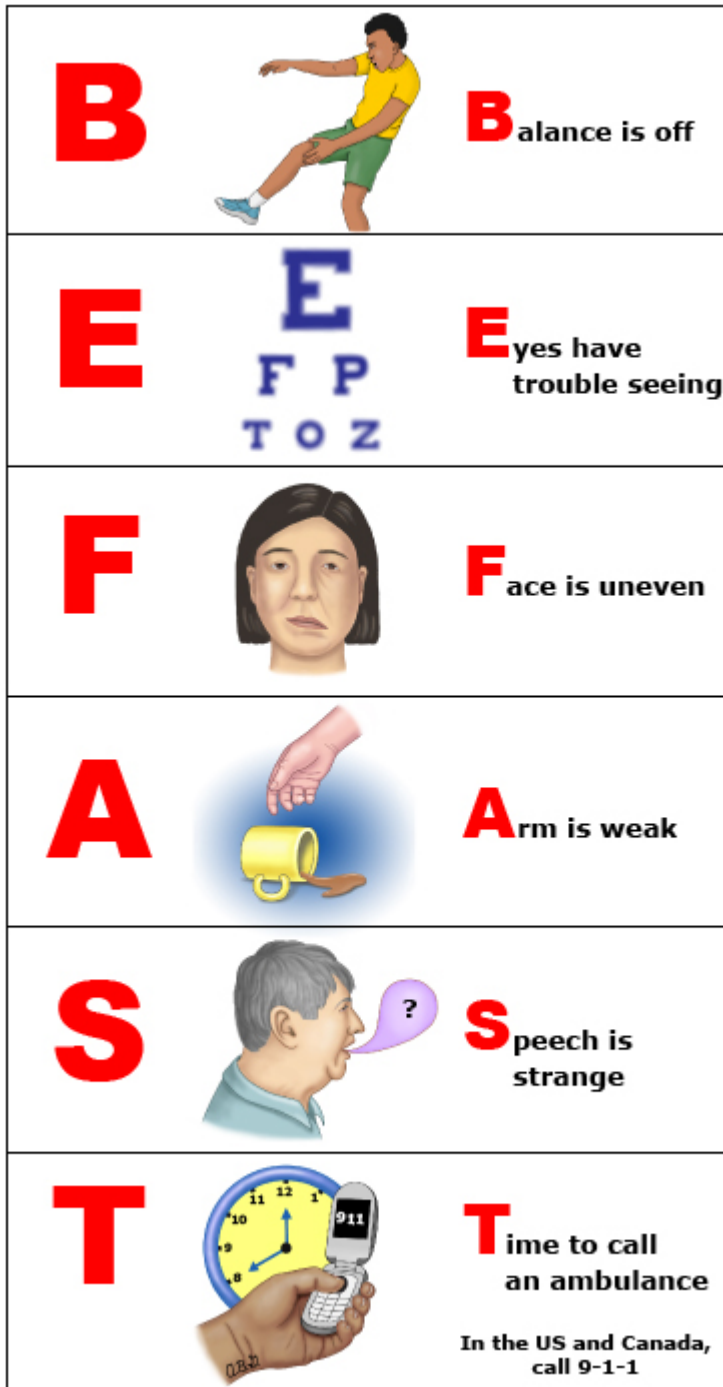 B
Balance is off
E
E
F P
T O Z
Eyes have
trouble seeing
F
Face is uneven
A
Arm is weak
S
?
Speech is
strange
T
11 12 1
10
9
8
911
Time to call
an ambulance
In the US and Canada,
call 9-1-1